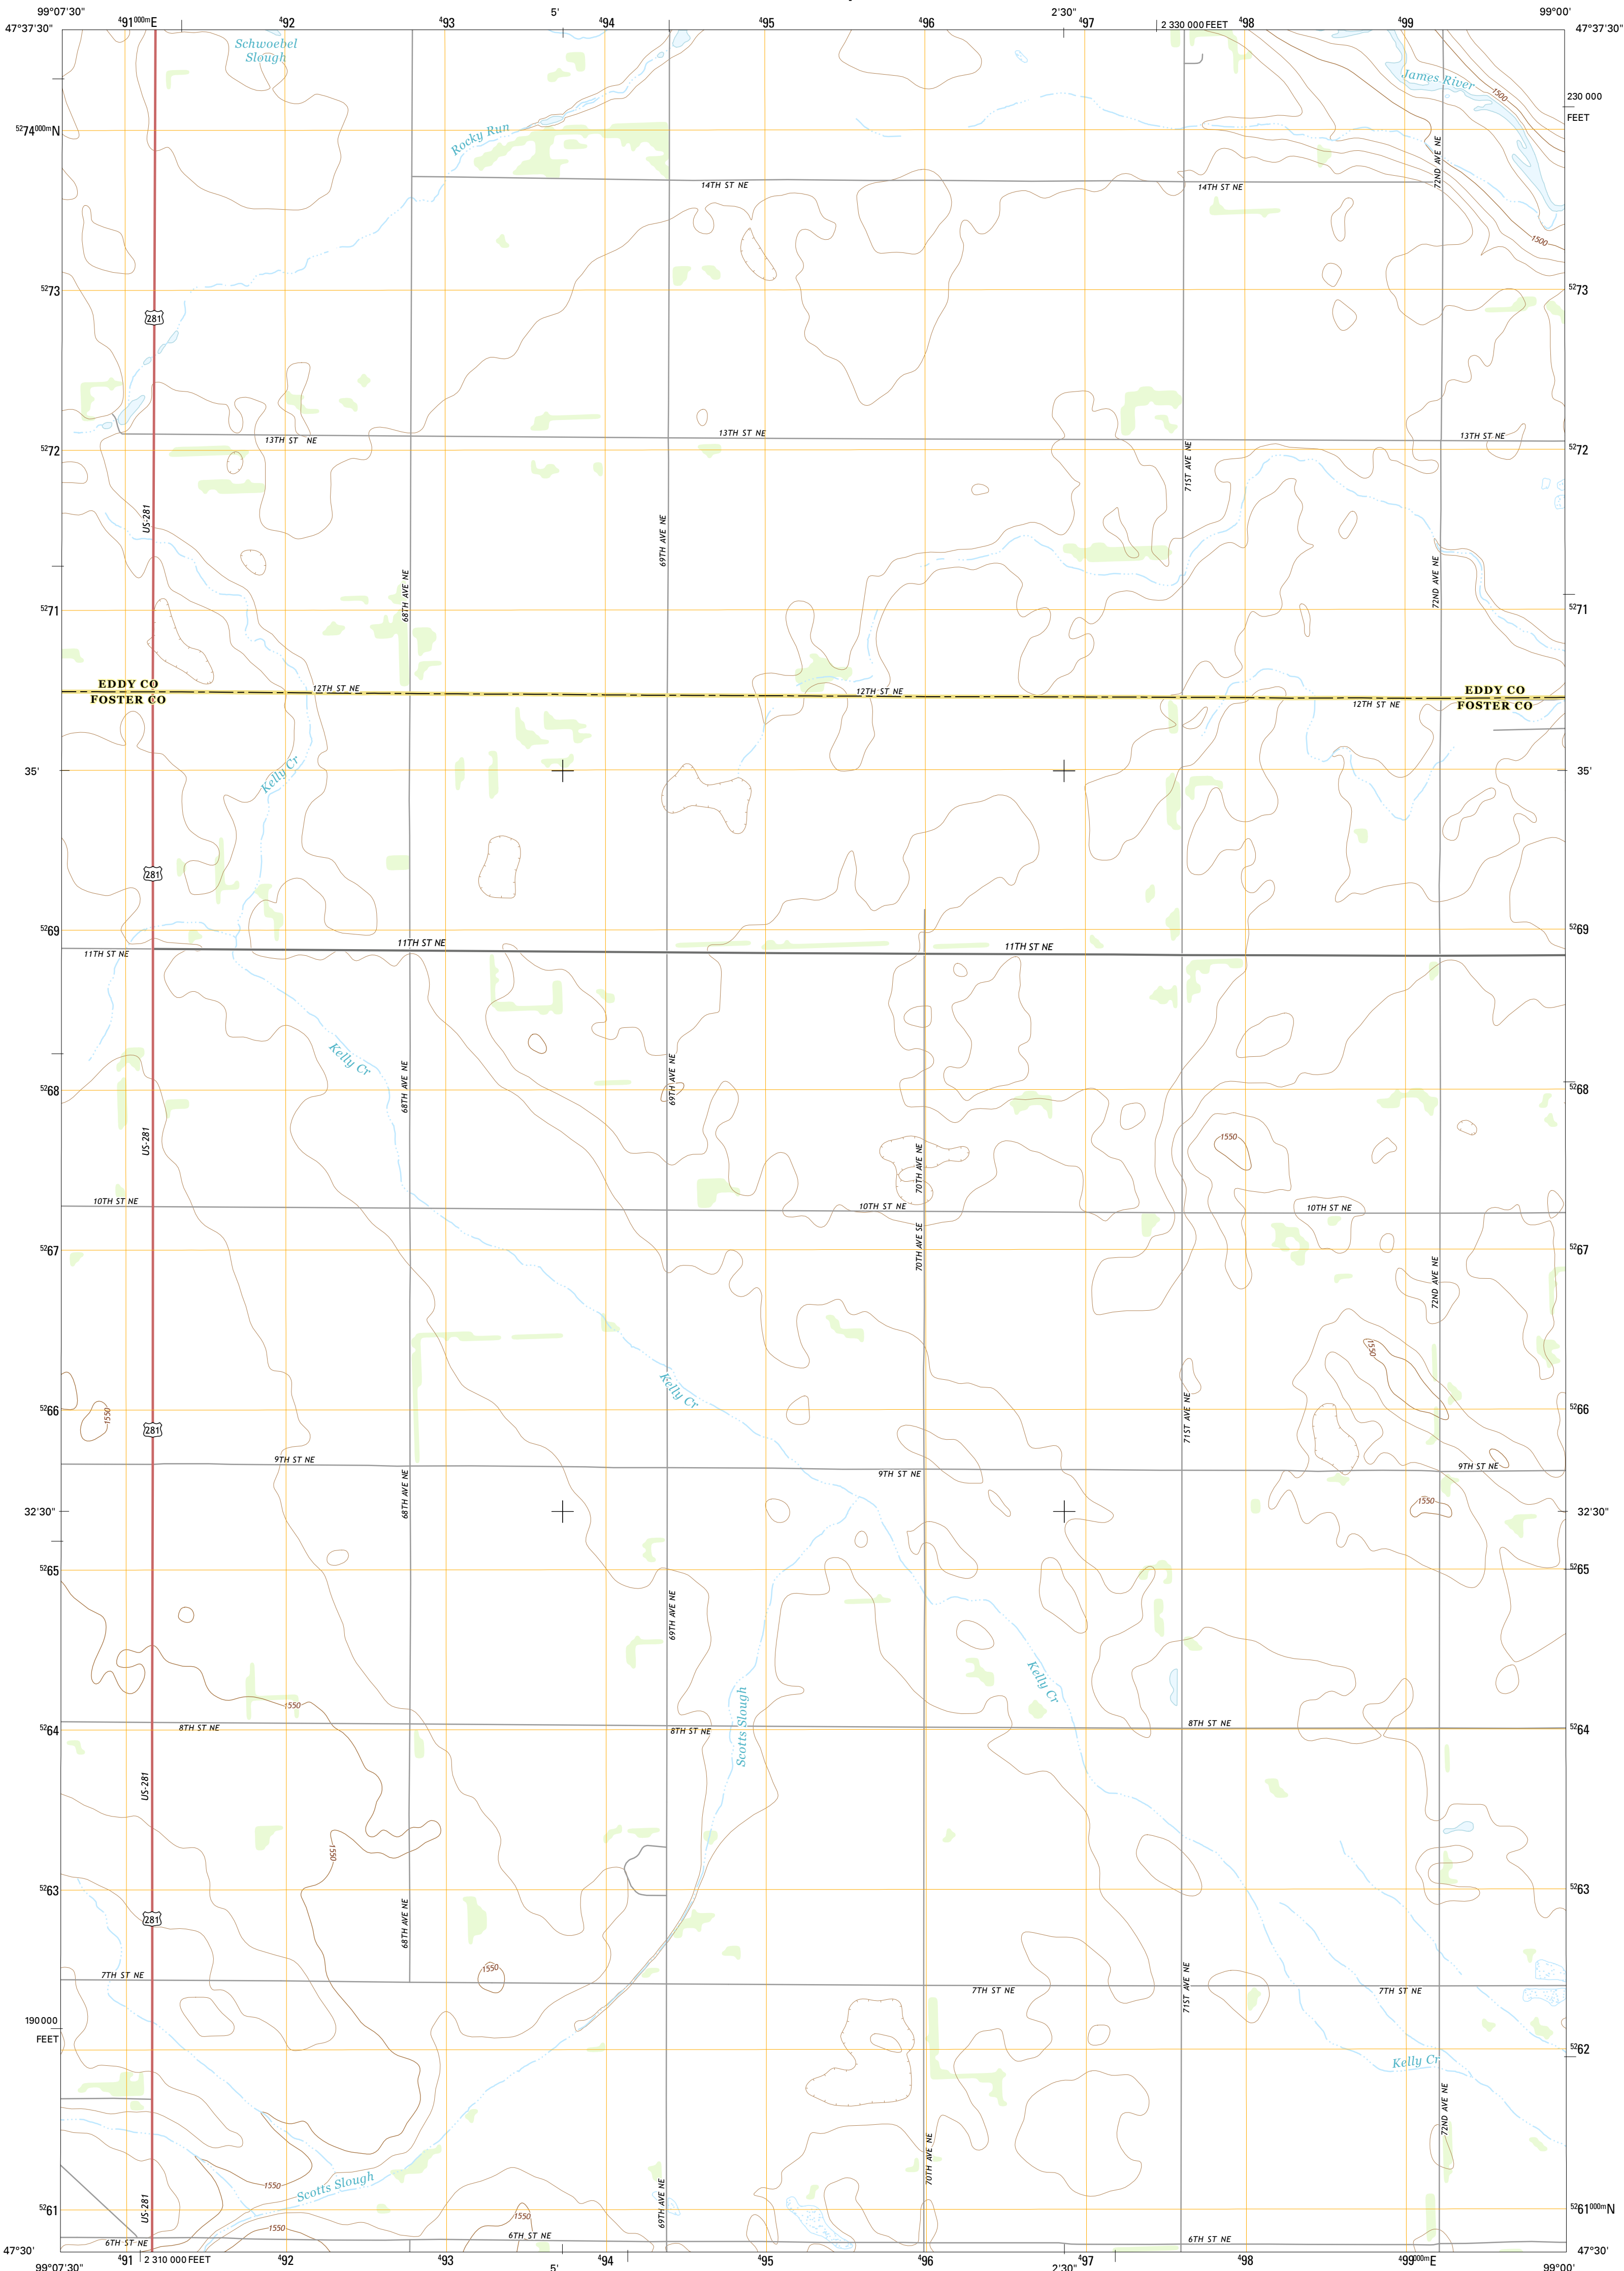 99°07'30"
⁴91⁰⁰⁰ᵐE
⁴92
⁴93
5'
⁴94
⁴95
⁴96
2'30"
⁴97
2 330 000 FEET
⁴98
⁴99
99°00'
47°37'30"
47°37'30"
Schwoebel
Slough
James River
1500
230 000
FEET
⁵²74⁰⁰⁰ᵐN
Rocky Run
72ND AVE NE
14TH ST NE
14TH ST NE
1500
⁵²73
⁵²73
281
13TH ST NE
13TH ST NE
13TH ST NE
⁵²72
⁵²72
71ST AVE NE
US-281
69TH AVE NE
68TH AVE NE
72ND AVE NE
⁵²71
⁵²71
EDDY CO
FOSTER CO
12TH ST NE
12TH ST NE
12TH ST NE
EDDY CO
FOSTER CO
35'
Kelly Cr
35'
281
⁵²69
⁵²69
11TH ST NE
11TH ST NE
11TH ST NE
Kelly Cr
68TH AVE NE
69TH AVE NE
⁵²68
⁵²68
US-281
1550
70TH AVE NE
10TH ST NE
10TH ST NE
10TH ST NE
70TH AVE SE
⁵²67
⁵²67
72ND AVE NE
1550
Kelly Cr
⁵²66
1550
71ST AVE NE
⁵²66
281
9TH ST NE
9TH ST NE
9TH ST NE
68TH AVE NE
1550
32'30"
32'30"
⁵²65
⁵²65
69TH AVE NE
Kelly Cr
1550
Scotts Slough
⁵²64
8TH ST NE
8TH ST NE
8TH ST NE
⁵²64
US-281
1550
⁵²63
⁵²63
281
68TH AVE NE
1550
7TH ST NE
7TH ST NE
71ST AVE NE
7TH ST NE
190 000
FEET
⁵²62
Kelly Cr
72ND AVE NE
70TH AVE NE
1550
Scotts Slough
US-281
69TH AVE NE
⁵²61
⁵²61⁰⁰⁰ᵐN
1550
1550
6TH ST NE
6TH ST NE
6TH ST NE
47°30'
47°30'
⁴91
2 310 000 FEET
⁴92
⁴93
⁴94
⁴95
⁴96
⁴97
⁴98
⁴99⁰⁰⁰ᵐE
99°07'30"
5'
2'30"
99°00'